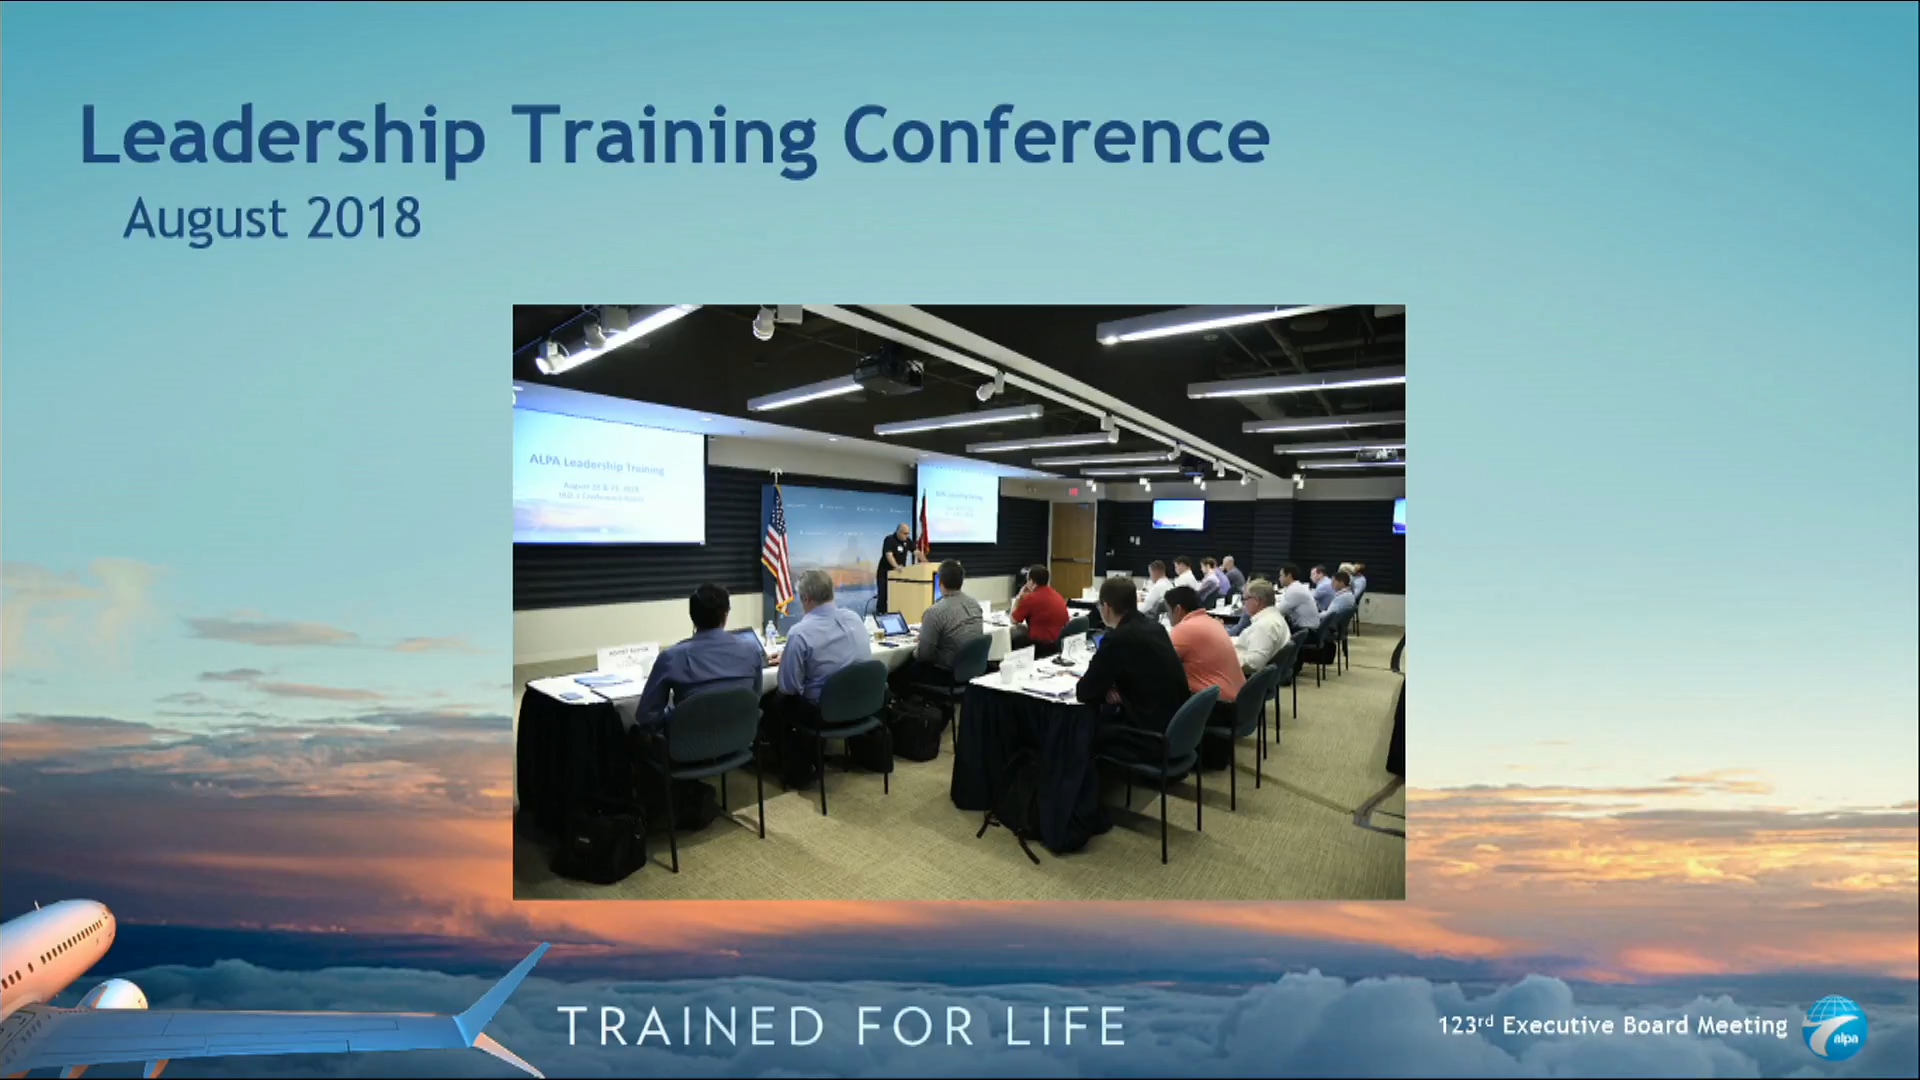 Leadership Training Conference
August 2018
ALPA Leadership Training
TRAINED FOR LIFE
123rd Executive Board Meeting
alpa